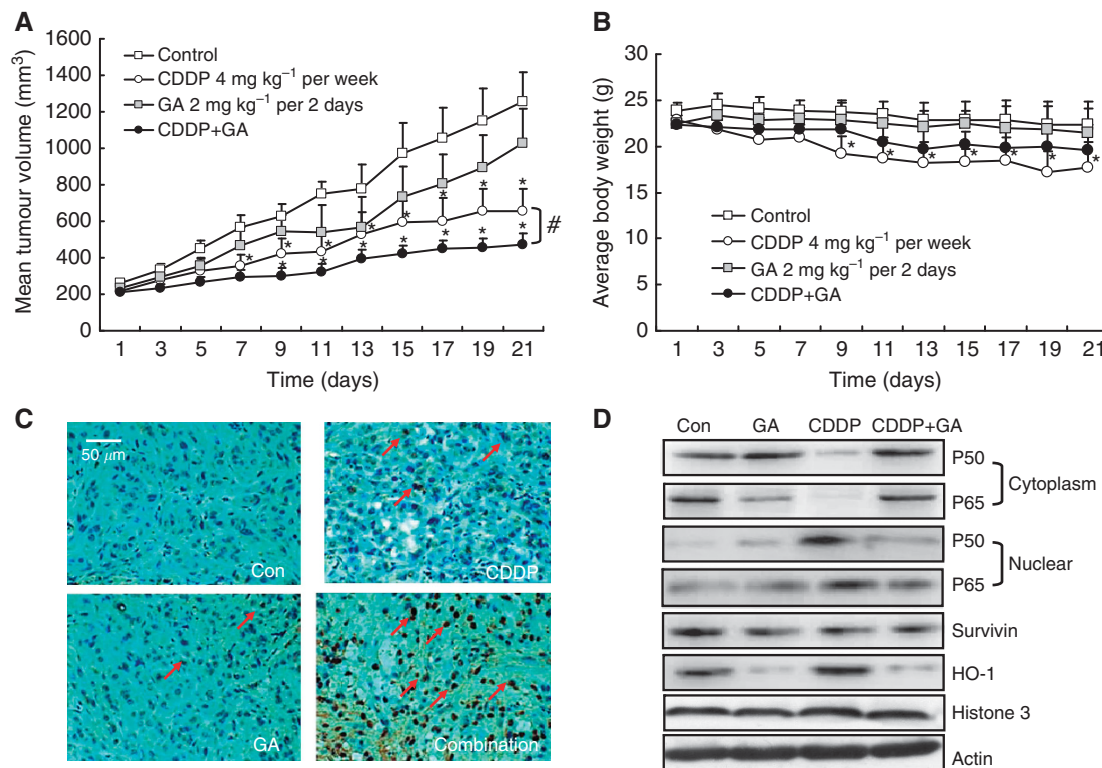 A
Mean tumour volume (mm³)
1600
1400
1200
1000
800
600
400
200
0
Control
CDDP 4 mg kg⁻¹ per week
GA 2 mg kg⁻¹ per 2 days
CDDP+GA
* * * *
* * * * * * * *
* * * * * * *
#
1 3 5 7 9 11 13 15 17 19 21
Time (days)
B
Average body weight (g)
30
25
20
15
10
5
0
* * * * * * *
Control
CDDP 4 mg kg⁻¹ per week
GA 2 mg kg⁻¹ per 2 days
CDDP+GA
1 3 5 7 9 11 13 15 17 19 21
Time (days)
C
50 μm
Con
CDDP
GA
Combination
D
Con GA CDDP CDDP+GA
P50
Cytoplasm
P65
P50
Nuclear
P65
Survivin
HO-1
Histone 3
Actin